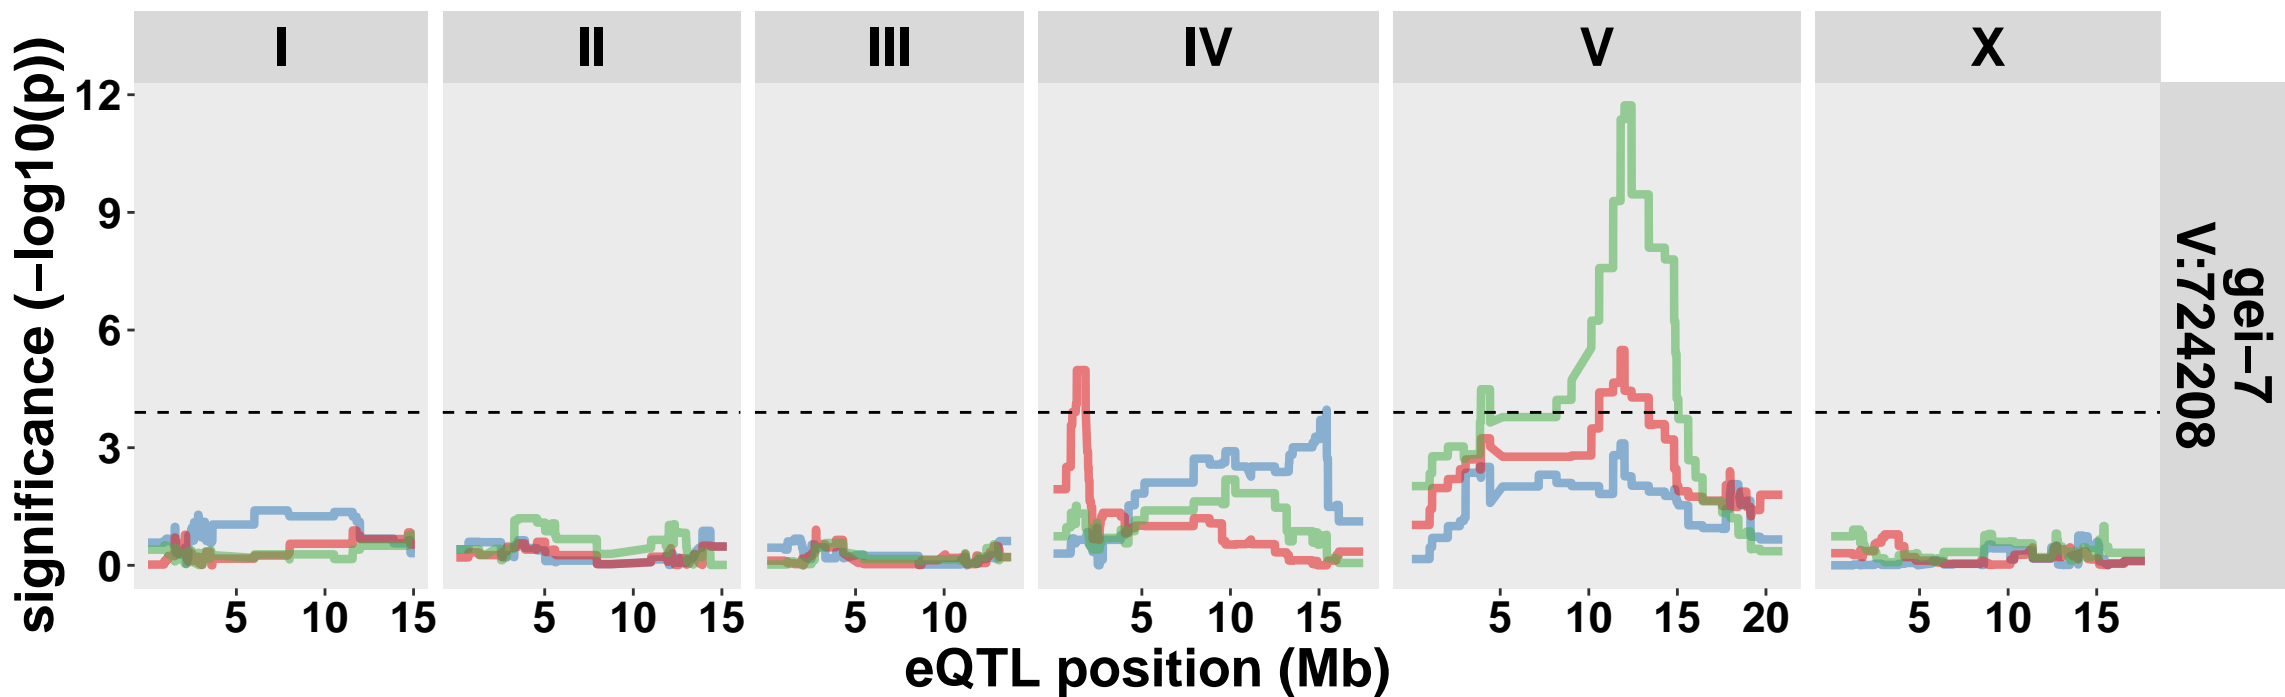 I II III IV V X
12
9
6
3
0
significance (−log10(p))
gei−7
V:724208
5 10 15 5 10 15 5 10 5 10 15 5 10 15 20 5 10 15
eQTL position (Mb)